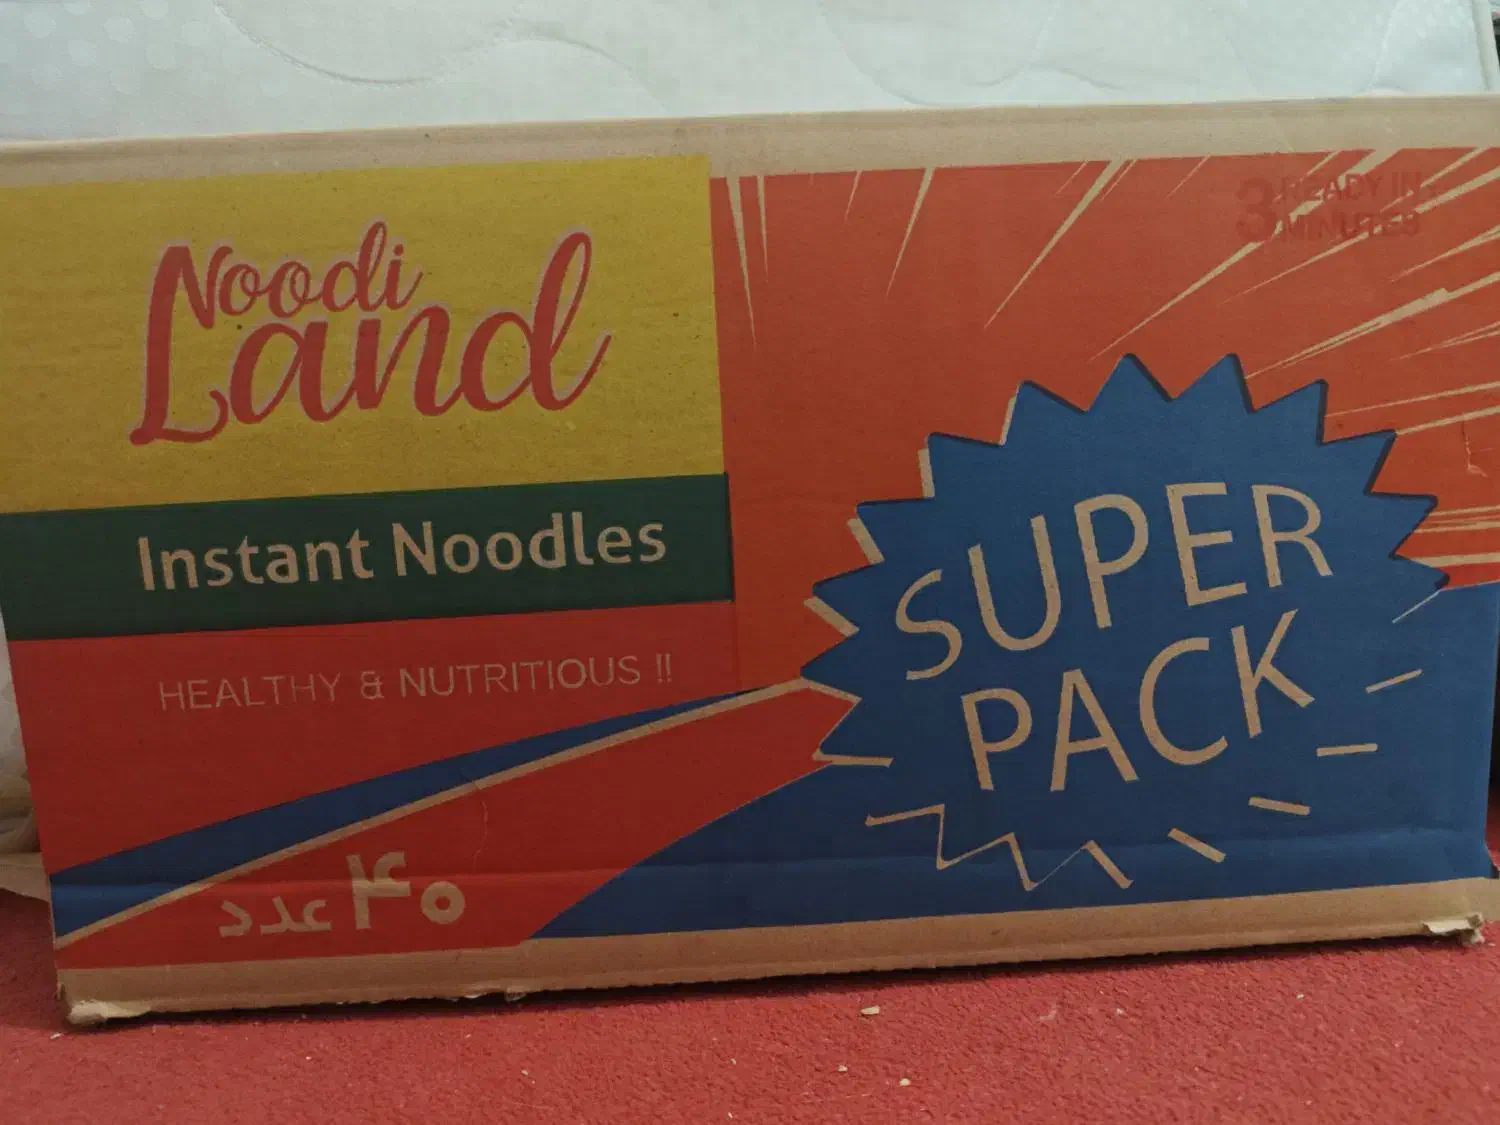 Noodi
Land
Instant Noodles
HEALTHY & NUTRITIOUS !!
۴۰ عدد
3 READY IN
MINUTES
SUPER
PACK